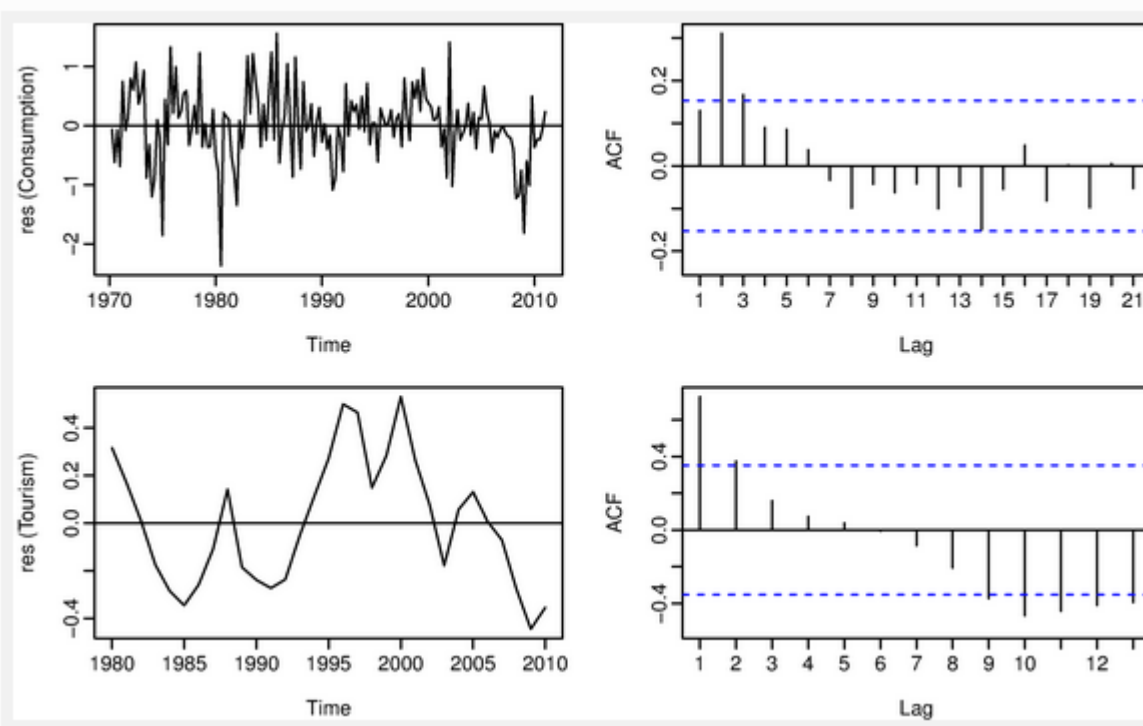 res (Consumption)
1
0
−1
−2
1970 1980 1990 2000 2010
Time
ACF
0.2
0.0
−0.2
1 3 5 7 9 11 13 15 17 19 21
Lag
res (Tourism)
0.4
0.2
0.0
−0.4
1980 1985 1990 1995 2000 2005 2010
Time
ACF
0.4
0.0
−0.4
1 2 3 4 5 6 7 8 9 10 12
Lag